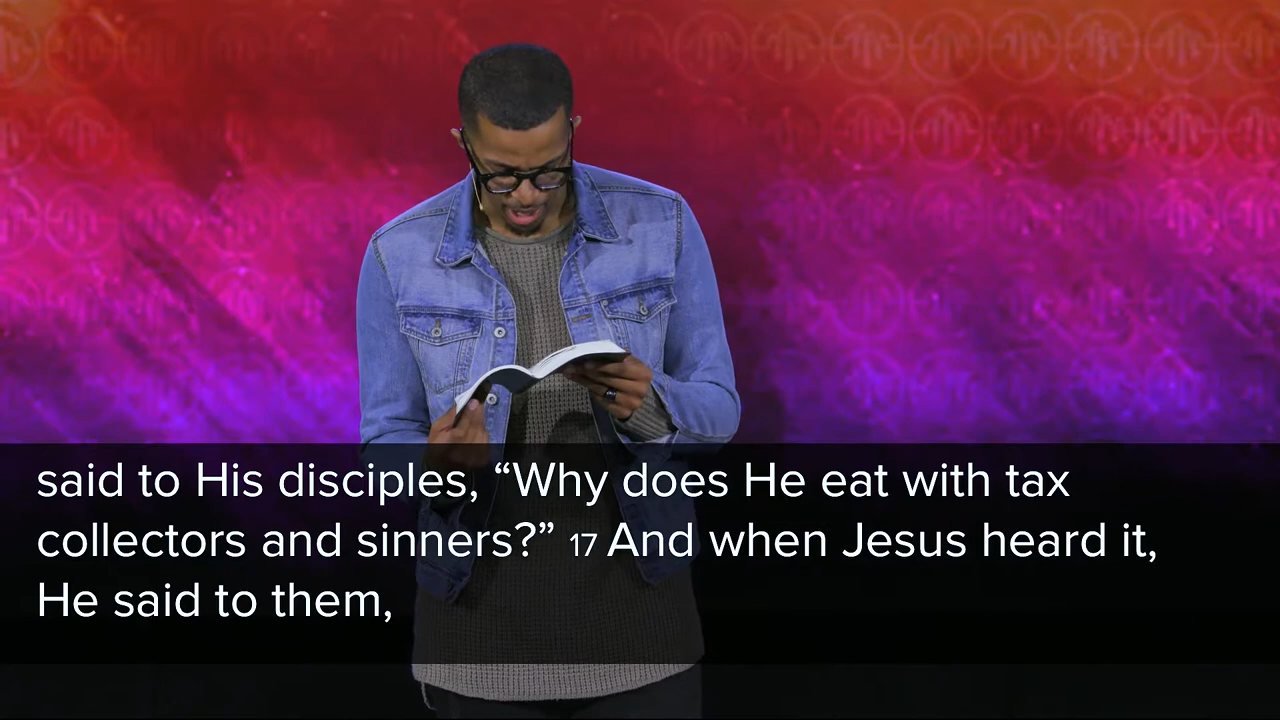 said to His disciples, “Why does He eat with tax
collectors and sinners?” 17 And when Jesus heard it,
He said to them,